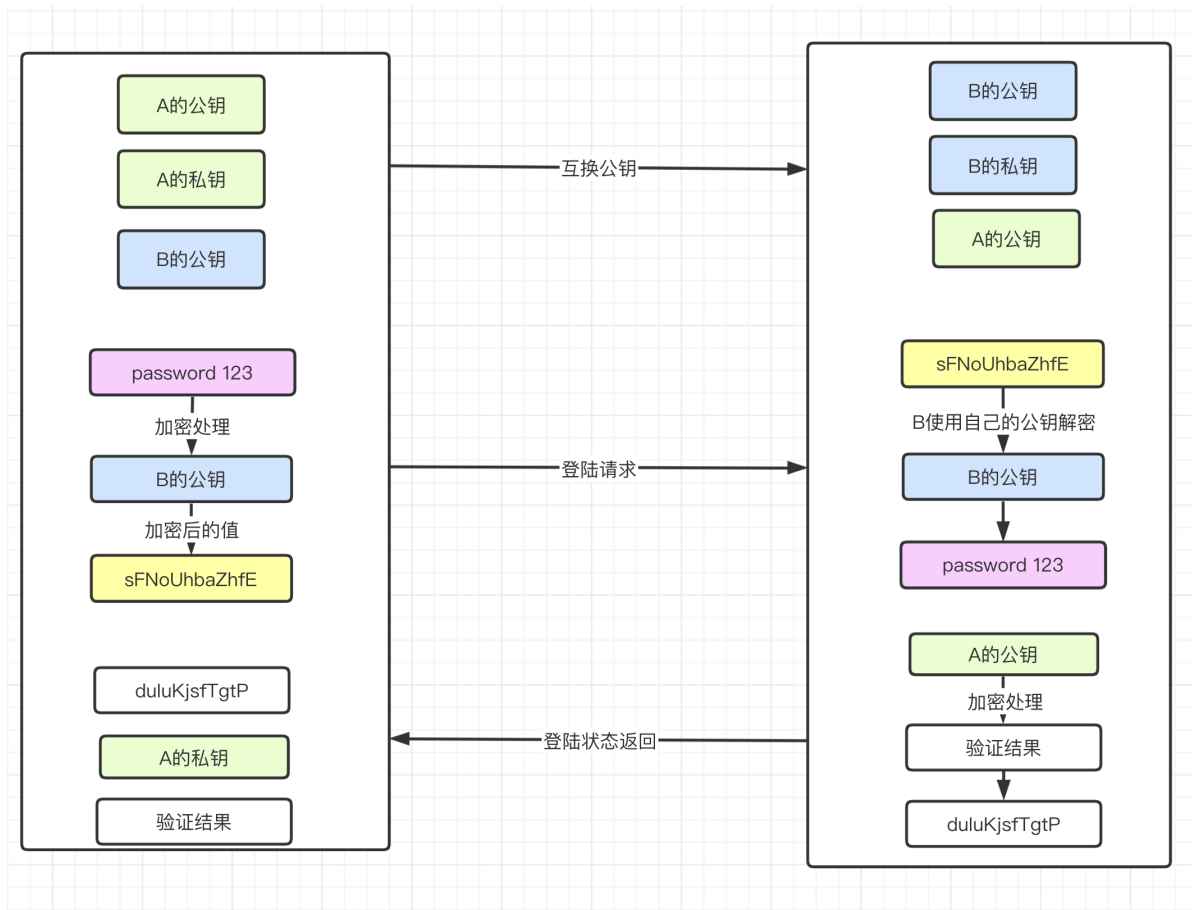 A的公钥
A的私钥
B的公钥
password 123
加密处理
B的公钥
加密后的值
sFNoUhbaZhfE
duluKjsfTgtP
A的私钥
验证结果
互换公钥
登陆请求
登陆状态返回
B的公钥
B的私钥
A的公钥
sFNoUhbaZhfE
B使用自己的公钥解密
B的公钥
password 123
A的公钥
加密处理
验证结果
duluKjsfTgtP